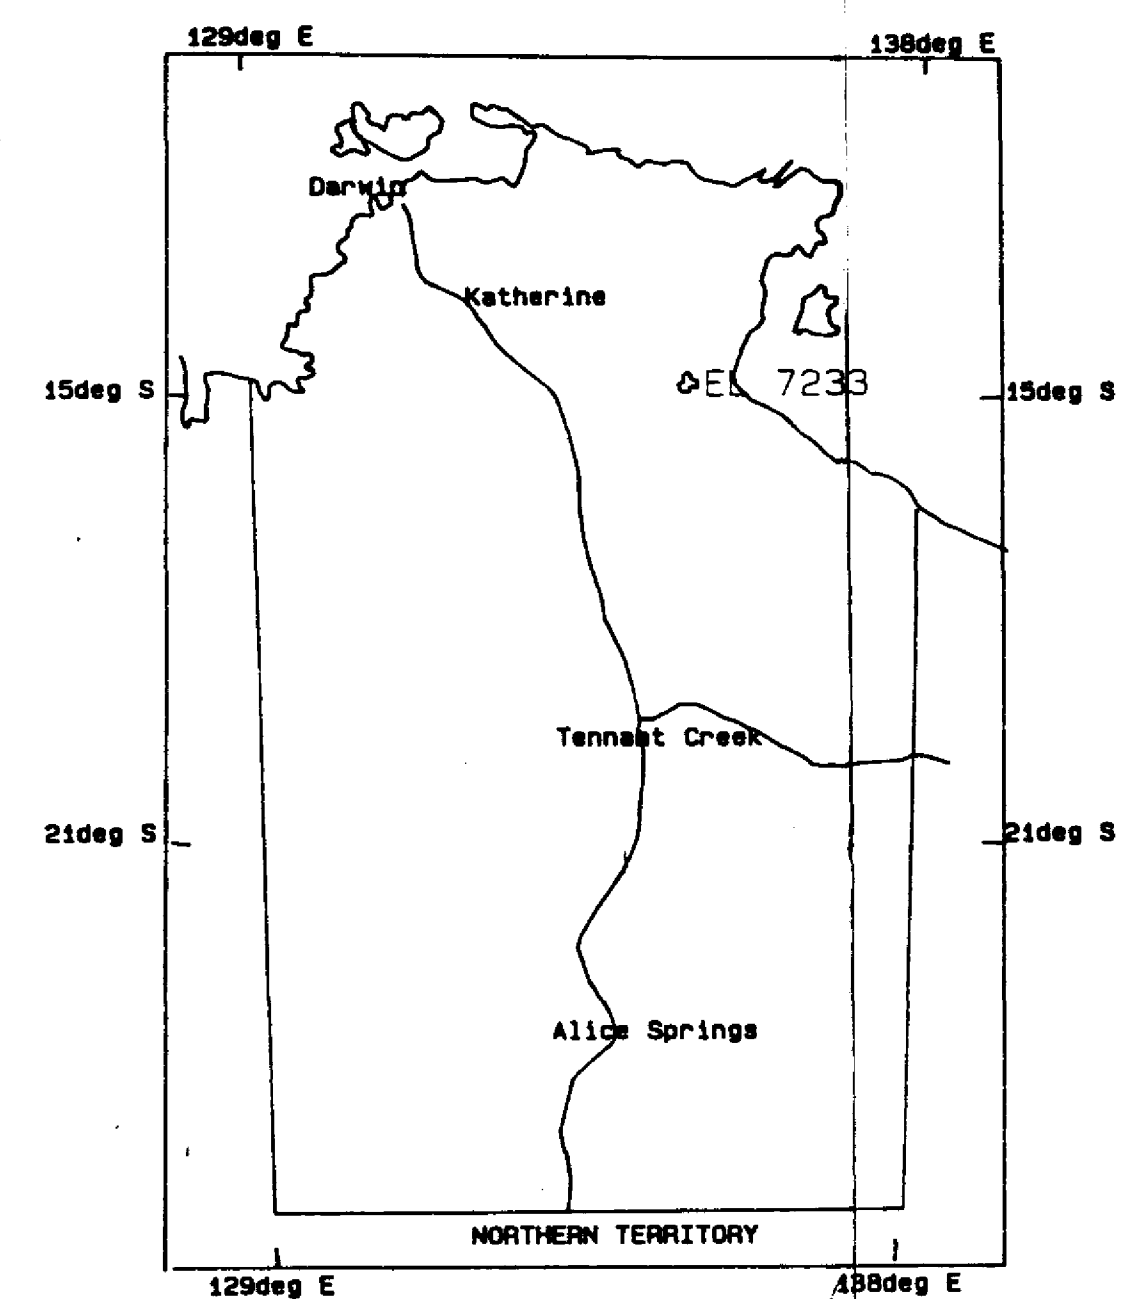 129deg E
138deg E
Darwin
Katherine
15deg S
EL 7233
15deg S
Tennant Creek
21deg S
21deg S
Alice Springs
NORTHERN TERRITORY
129deg E
138deg E